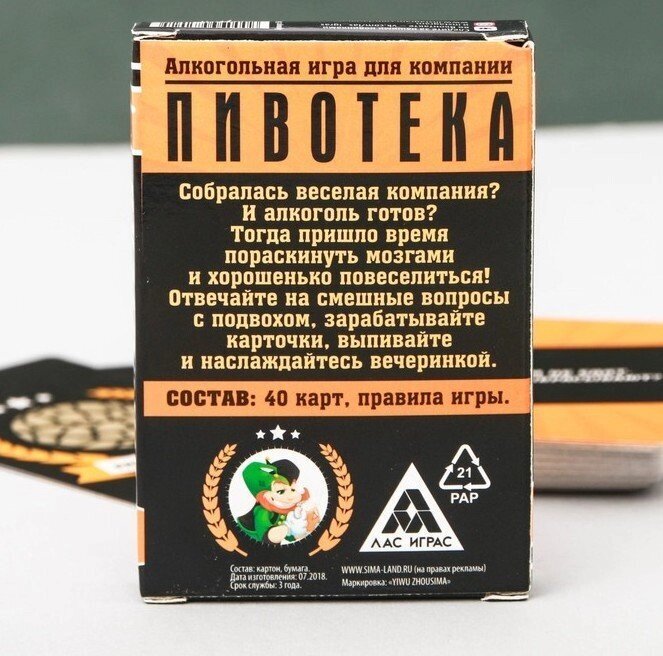 Алкогольная игра для компании
ПИВОТЕКА
Собралась веселая компания?
И алкоголь готов?
Тогда пришло время
пораскинуть мозгами
и хорошенько повеселиться!
Отвечайте на смешные вопросы
с подвохом, зарабатывайте
карточки, выпивайте
и наслаждайтесь вечеринкой.
СОСТАВ: 40 карт, правила игры.
21
PAP
ЛАС ИГРАС
Состав: картон, бумага.
Дата изготовления: 07.2018.
Срок службы: 3 года.
WWW.SIMA-LAND.RU (на правах рекламы)
Маркировка: «YIWU ZHOUSIMA»